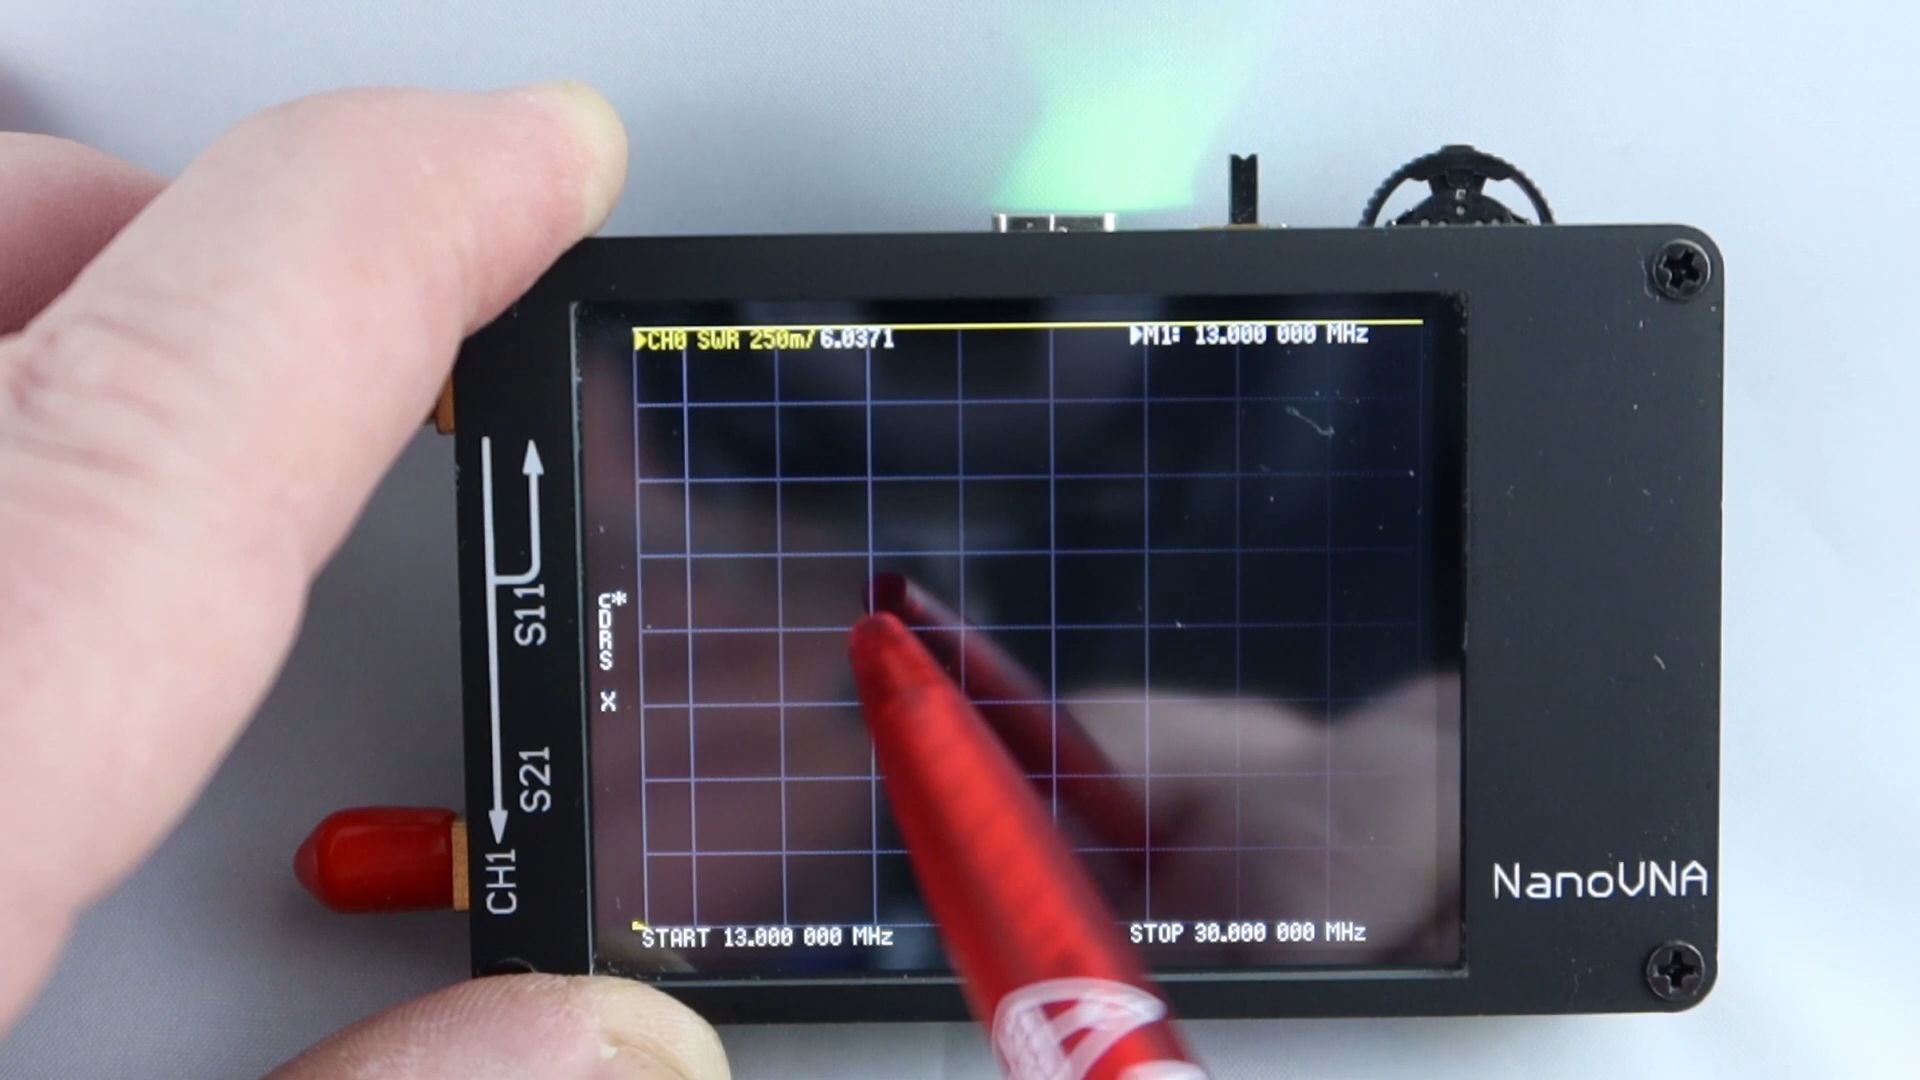 CH0 SWR 250m/ 6.0371
M1: 13.000 000 MHz
C*
D
R
S
X
S11
S21
CH1
START 13.000 000 MHz
STOP 30.000 000 MHz
NanoVNA